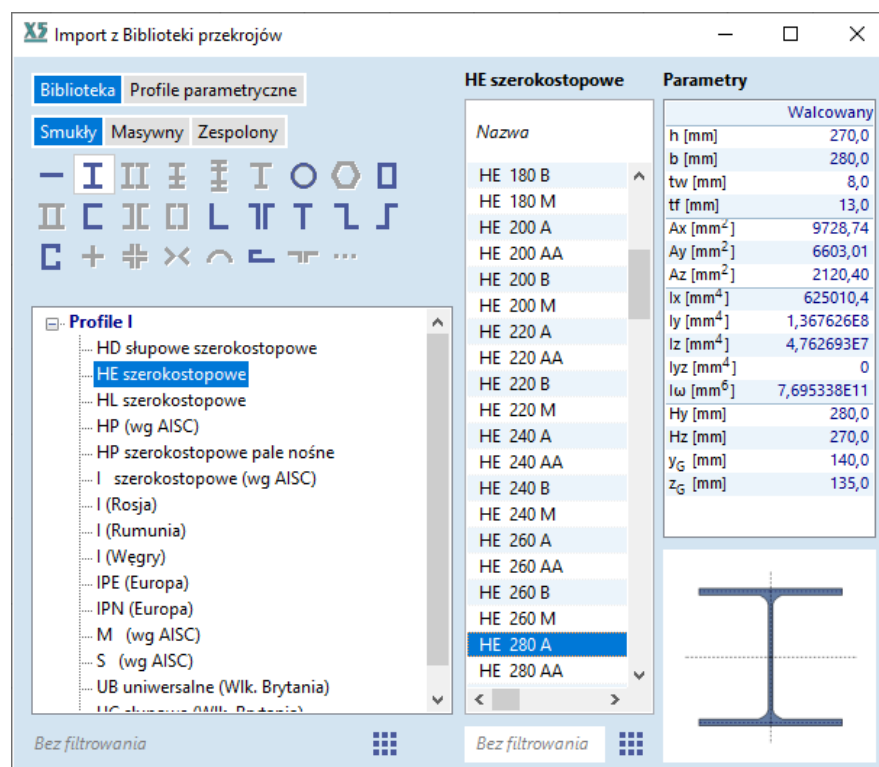 X5 Import z Biblioteki przekrojów
Biblioteka Profile parametryczne
Smukły Masywny Zespolony
Profile I
HD słupowe szerokostopowe
HE szerokostopowe
HL szerokostopowe
HP (wg AISC)
HP szerokostopowe pale nośne
I szerokostopowe (wg AISC)
I (Rosja)
I (Rumunia)
I (Węgry)
IPE (Europa)
IPN (Europa)
M (wg AISC)
S (wg AISC)
UB uniwersalne (Wlk. Brytania)
Bez filtrowania
HE szerokostopowe
Nazwa
HE 180 B
HE 180 M
HE 200 A
HE 200 AA
HE 200 B
HE 200 M
HE 220 A
HE 220 AA
HE 220 B
HE 220 M
HE 240 A
HE 240 AA
HE 240 B
HE 240 M
HE 260 A
HE 260 AA
HE 260 B
HE 260 M
HE 280 A
HE 280 AA
Bez filtrowania
Parametry
Walcowany
h [mm] 270,0
b [mm] 280,0
tw [mm] 8,0
tf [mm] 13,0
Ax [mm²] 9728,74
Ay [mm²] 6603,01
Az [mm²] 2120,40
Ix [mm⁴] 625010,4
Iy [mm⁴] 1,367626E8
Iz [mm⁴] 4,762693E7
Iyz [mm⁴] 0
Iω [mm⁶] 7,695338E11
Hy [mm] 280,0
Hz [mm] 270,0
yG [mm] 140,0
zG [mm] 135,0